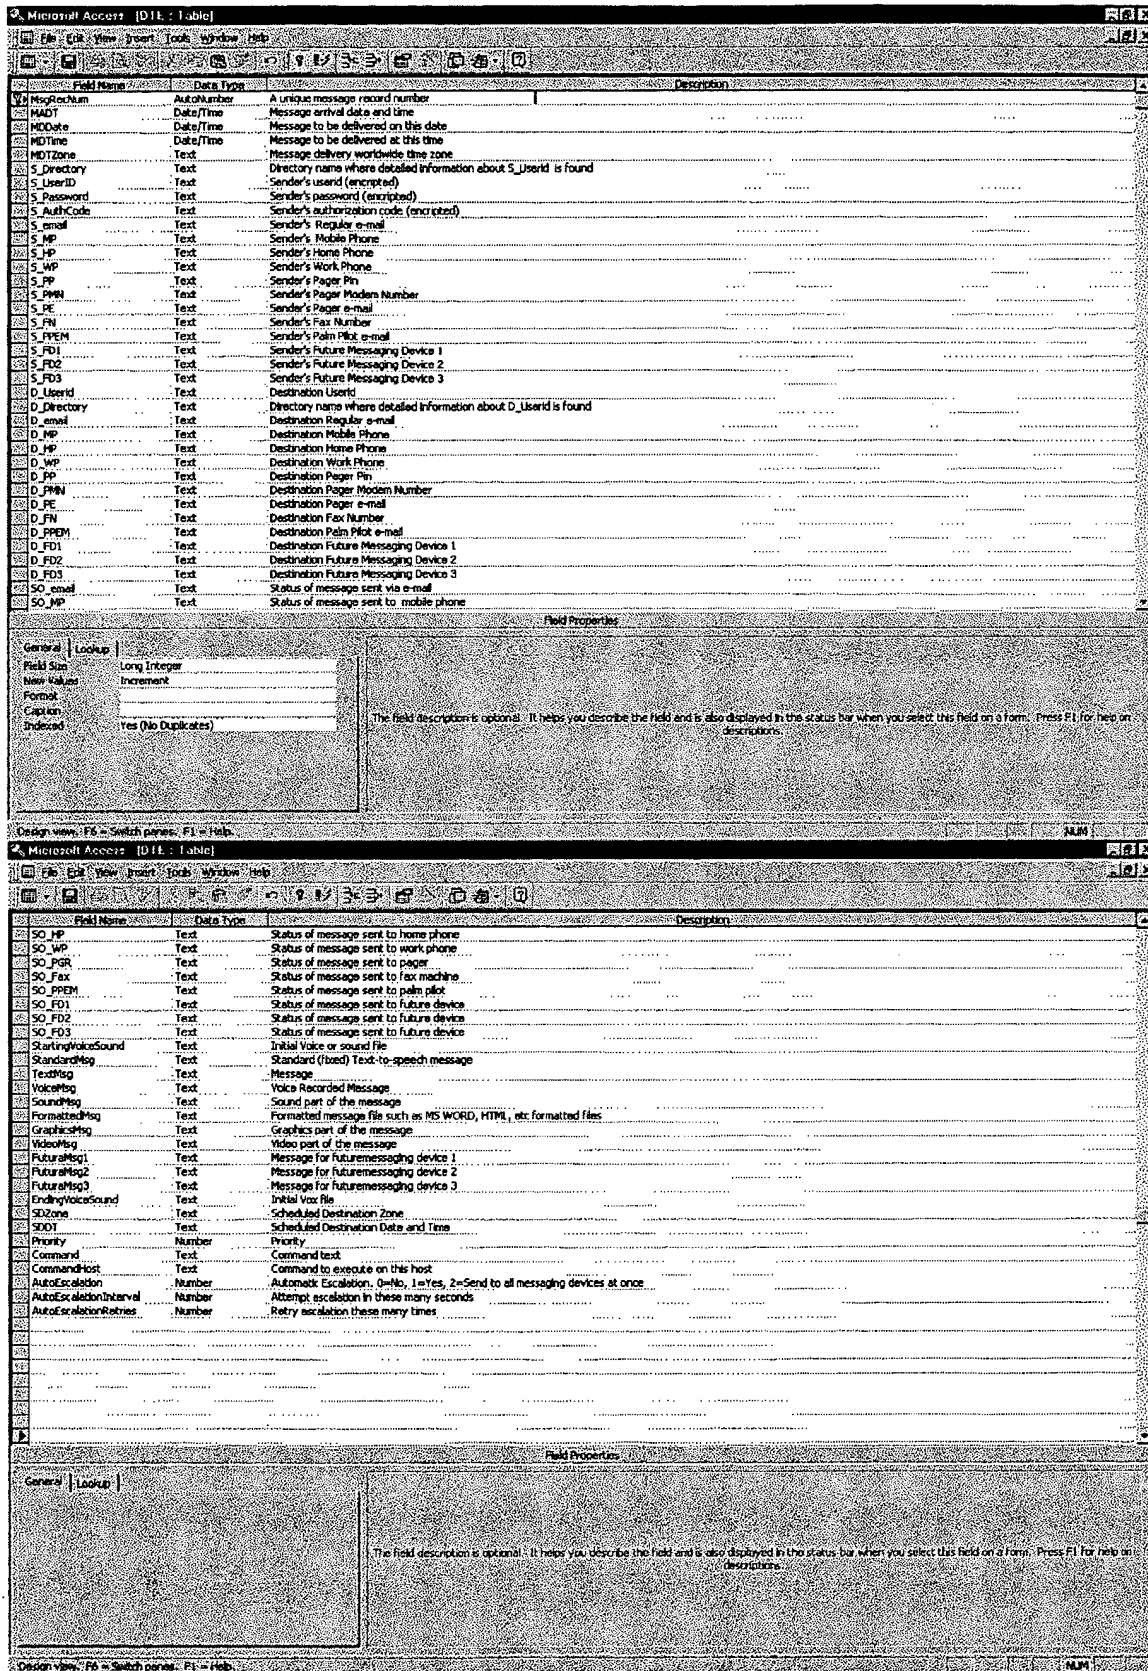 Microsoft Access - [DTE : Table]
File Edit View Insert Tools Window Help
Field Name Data Type Description
MsgRecNum AutoNumber A unique message record number
MADT Date/Time Message arrival data and time
MDDate Date/Time Message to be delivered on this date
MDTime Date/Time Message to be delivered at this time
MDTZone Text Message delivery worldwide time zone
S_Directory Text Directory name where detailed information about S_UserId is found
S_UserID Text Sender's userid (encripted)
S_Password Text Sender's password (encripted)
S_AuthCode Text Sender's authorization code (encripted)
S_email Text Sender's Regular e-mail
S_MP Text Sender's Mobile Phone
S_HP Text Sender's Home Phone
S_WP Text Sender's Work Phone
S_PP Text Sender's Pager Pin
S_PMN Text Sender's Pager Modem Number
S_PE Text Sender's Pager e-mail
S_FN Text Sender's Fax Number
S_PPEM Text Sender's Palm Pilot e-mail
S_FD1 Text Sender's Future Messaging Device 1
S_FD2 Text Sender's Future Messaging Device 2
S_FD3 Text Sender's Future Messaging Device 3
D_Userid Text Destination Userid
D_Directory Text Directory name where detailed information about D_Userid is found
D_email Text Destination Regular e-mail
D_MP Text Destination Mobile Phone
D_HP Text Destination Home Phone
D_WP Text Destination Work Phone
D_PP Text Destination Pager Pin
D_PMN Text Destination Pager Modem Number
D_PE Text Destination Pager e-mail
D_FN Text Destination Fax Number
D_PPEM Text Destination Palm Pilot e-mail
D_FD1 Text Destination Future Messaging Device 1
D_FD2 Text Destination Future Messaging Device 2
D_FD3 Text Destination Future Messaging Device 3
SO_email Text Status of message sent via e-mail
SO_MP Text Status of message sent to mobile phone
Field Properties
General Lookup
Field Size Long Integer
New Values Increment
Format
Caption
Indexed Yes (No Duplicates)
The field description is optional. It helps you describe the field and is also displayed in the status bar when you select this field on a form. Press F1 for help on
descriptions.
Design view. F6 = Switch panes. F1 = Help. NUM
Microsoft Access - [DTE : Table]
File Edit View Insert Tools Window Help
Field Name Data Type Description
SO_HP Text Status of message sent to home phone
SO_WP Text Status of message sent to work phone
SO_PGR Text Status of message sent to pager
SO_Fax Text Status of message sent to fax machine
SO_PPEM Text Status of message sent to palm pilot
SO_FD1 Text Status of message sent to future device
SO_FD2 Text Status of message sent to future device
SO_FD3 Text Status of message sent to future device
StartingVoiceSound Text Initial Voice or sound file
StandardMsg Text Standard (fixed) Text-to-speech message
TextMsg Text Message
VoiceMsg Text Voice Recorded Message
SoundMsg Text Sound part of the message
FormattedMsg Text Formatted message file such as MS WORD, HTML, etc formatted files
GraphicsMsg Text Graphics part of the message
VideoMsg Text Video part of the message
FuturaMsg1 Text Message for futuremessaging device 1
FuturaMsg2 Text Message for futuremessaging device 2
FuturaMsg3 Text Message for futuremessaging device 3
EndingVoiceSound Text Initial Vox file
SDZone Text Scheduled Destination Zone
SDDT Text Scheduled Destination Date and Time
Priority Number Priority
Command Text Command text
CommandHost Text Command to execute on this host
AutoEscalation Number Automatic Escalation. 0=No, 1=Yes, 2=Send to all messaging devices at once
AutoEscalationInterval Number Attempt escalation in these many seconds
AutoEscalationRetries Number Retry escalation these many times
Field Properties
General Lookup
The field description is optional. It helps you describe the field and is also displayed in the status bar when you select this field on a form. Press F1 for help on
descriptions.
Design view. F6 = Switch panes. F1 = Help. NUM